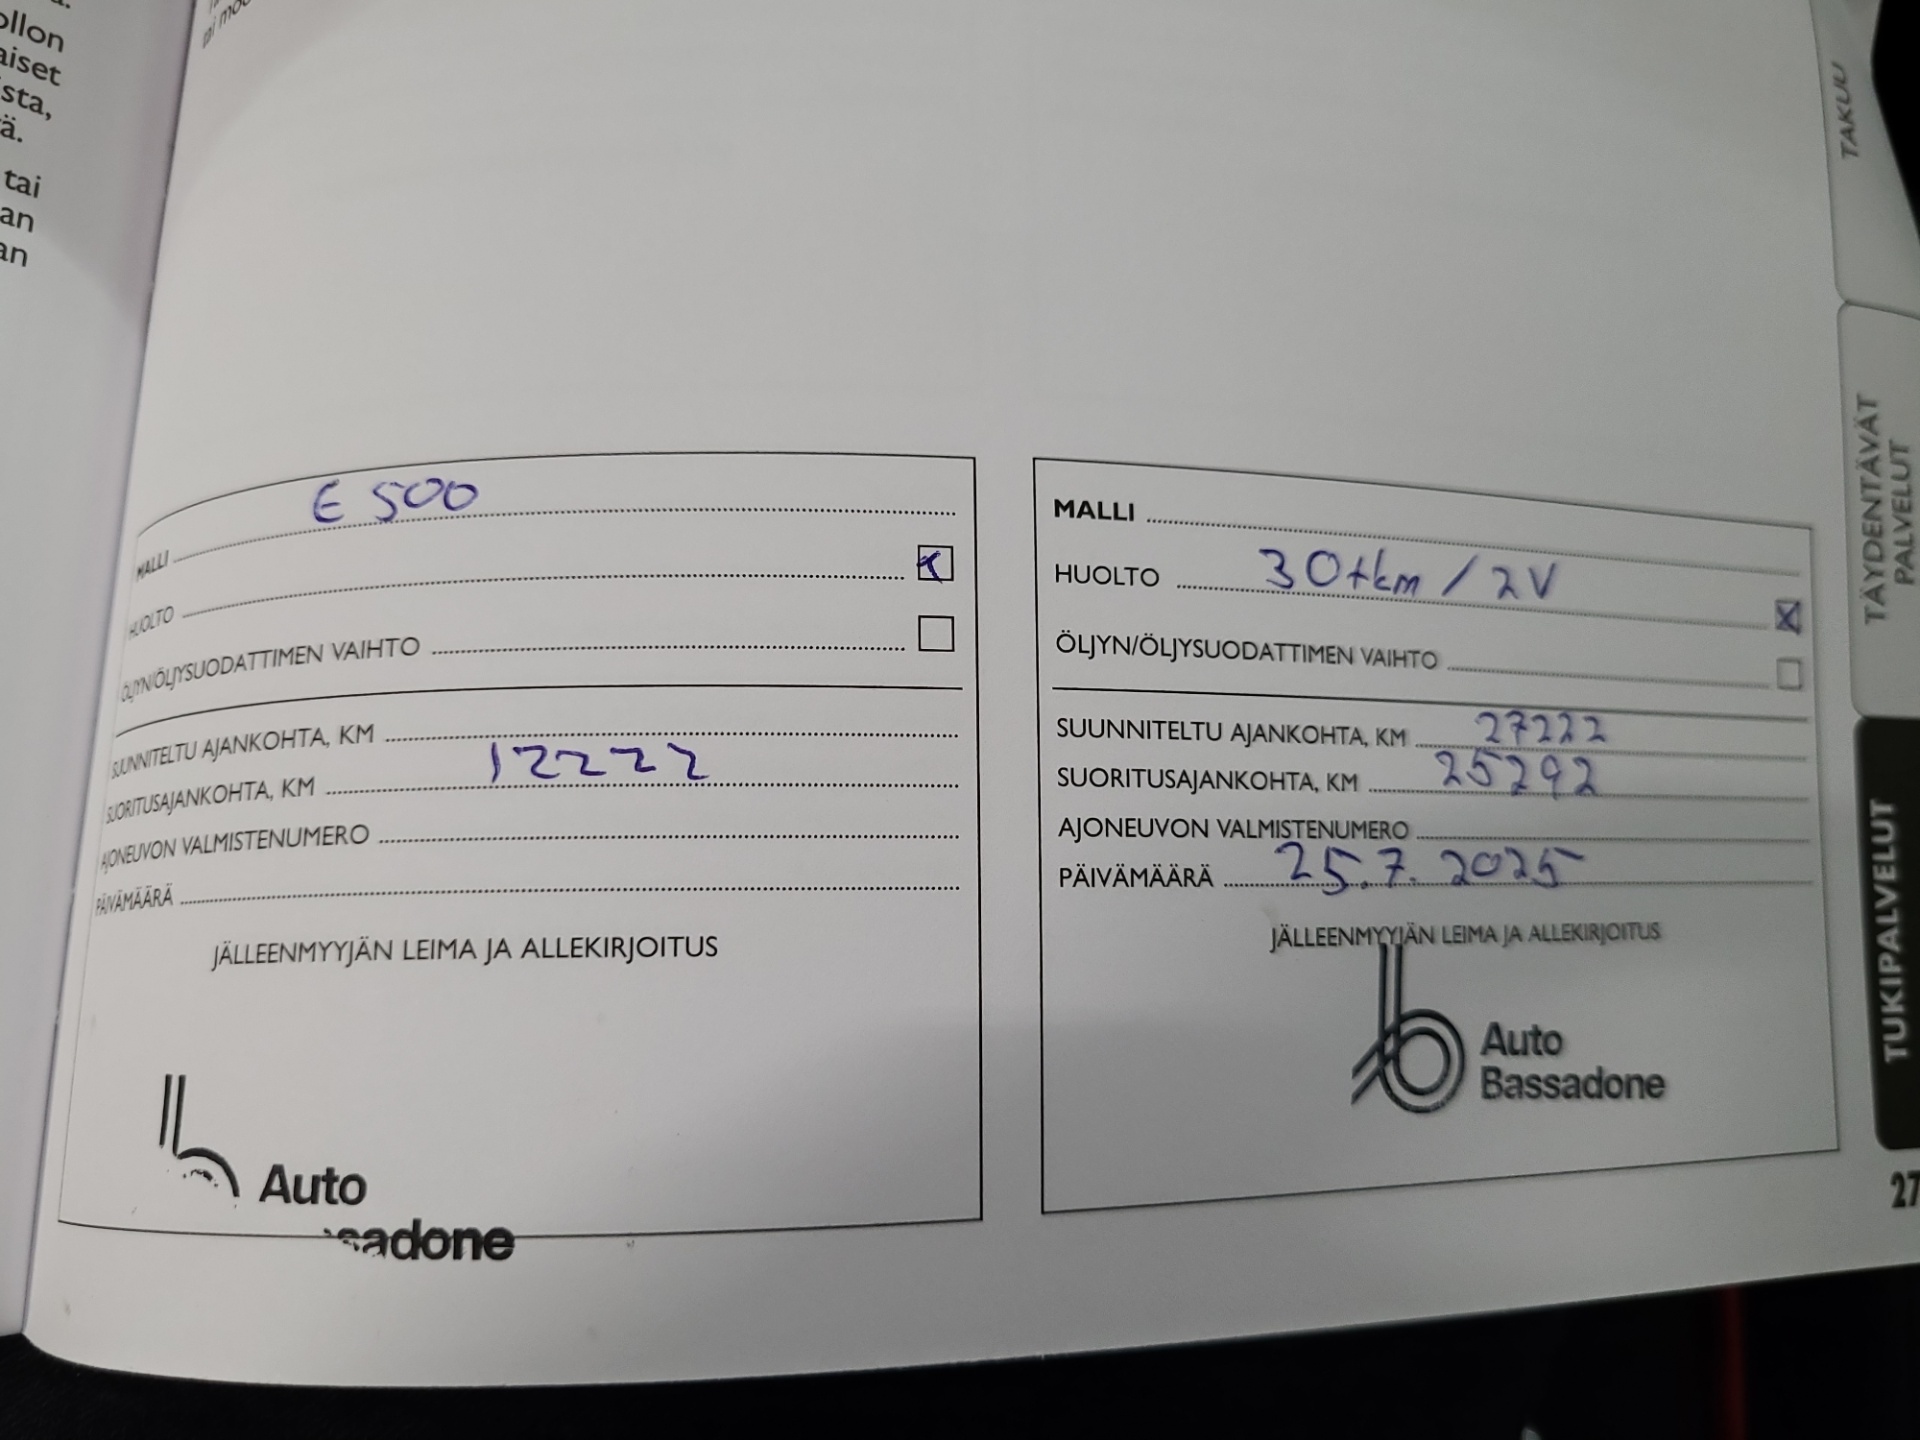 ollon
aiset
sta,
ä.
tai
an
an
E 500
MALLI
HUOLTO
ÖLJYN/ÖLJYSUODATTIMEN VAIHTO
SUUNNITELTU AJANKOHTA, KM
SUORITUSAJANKOHTA, KM 12222
AJONEUVON VALMISTENUMERO
PÄIVÄMÄÄRÄ
JÄLLEENMYYJÄN LEIMA JA ALLEKIRJOITUS
Auto
sadone
MALLI
HUOLTO 30tkm / 2V
ÖLJYN/ÖLJYSUODATTIMEN VAIHTO
SUUNNITELTU AJANKOHTA, KM 27222
SUORITUSAJANKOHTA, KM 25292
AJONEUVON VALMISTENUMERO
PÄIVÄMÄÄRÄ 25.7.2025
JÄLLEENMYYJÄN LEIMA JA ALLEKIRJOITUS
Auto
Bassadone
TAKUU
TÄYDENTÄVÄT
PALVELUT
TUKIPALVELUT
27